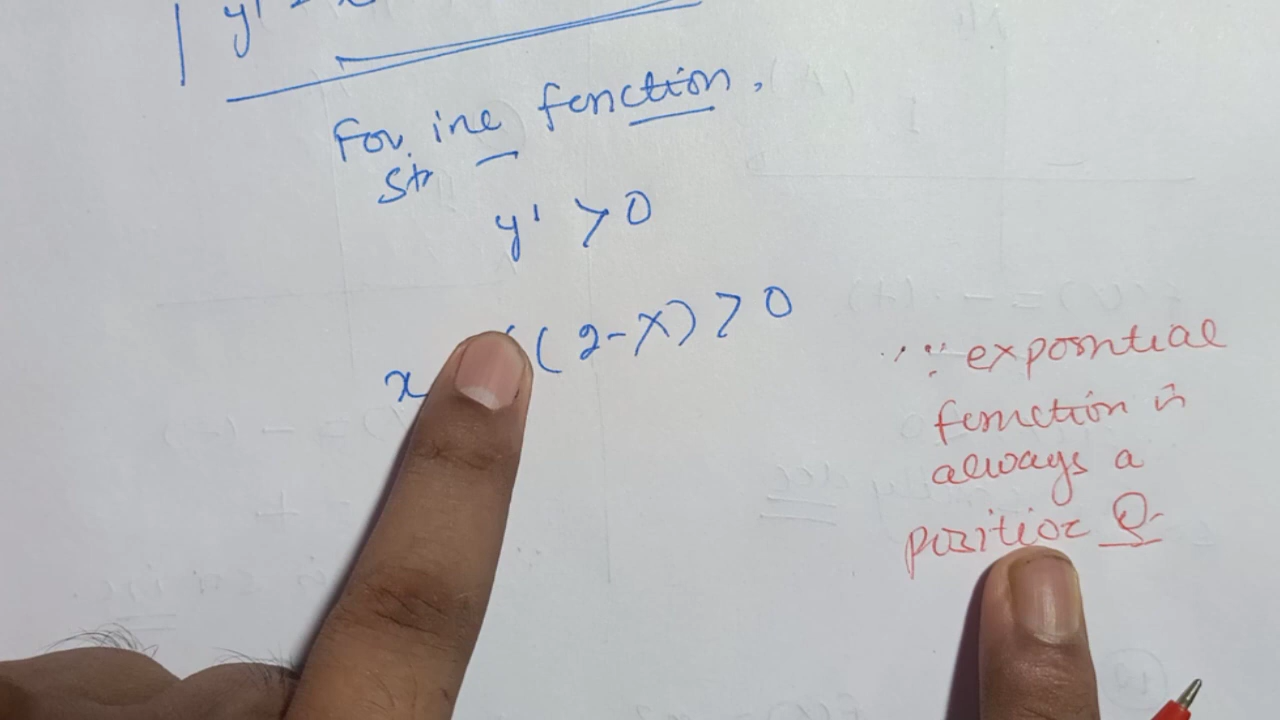 y'
For inc function,
Str
y' > 0
x (2-x) > 0
∵ exponential
function is
always a
positive Q.